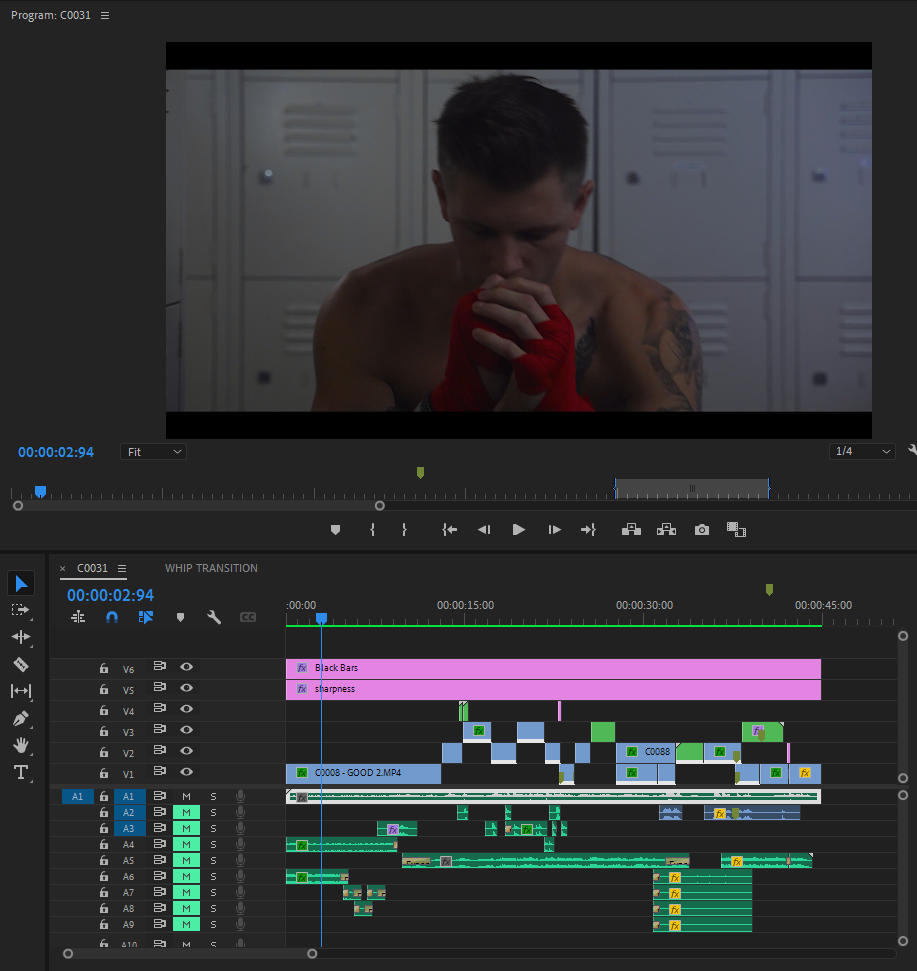 Program: C0031
00:00:02:94
Fit
1/4
C0031
WHIP TRANSITION
00:00:02:94
:00:00
00:00:15:00
00:00:30:00
00:00:45:00
V6
fx
Black Bars
V5
fx
sharpness
V4
V3
fx
fx
V2
fx
C0088
fx
V1
fx
C0008 - GOOD 2.MP4
fx
fx
fx
A1
A1
M
S
fx
A2
M
S
fx
A3
M
S
fx
fx
A4
M
S
fx
A5
M
S
fx
fx
A6
M
S
fx
fx
A7
M
S
fx
A8
M
S
fx
A9
M
S
fx
A10
M
S